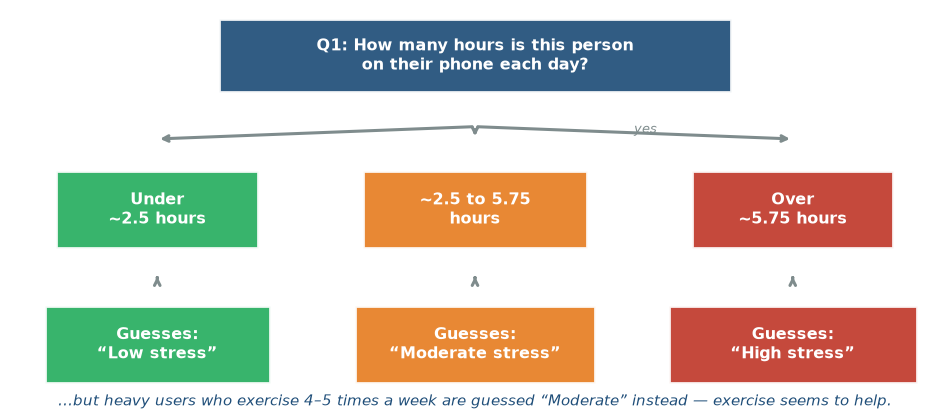 Q1: How many hours is this person
on their phone each day?
yes
Under
~2.5 hours
~2.5 to 5.75
hours
Over
~5.75 hours
Guesses:
“Low stress”
Guesses:
“Moderate stress”
Guesses:
“High stress”
...but heavy users who exercise 4–5 times a week are guessed “Moderate” instead — exercise seems to help.